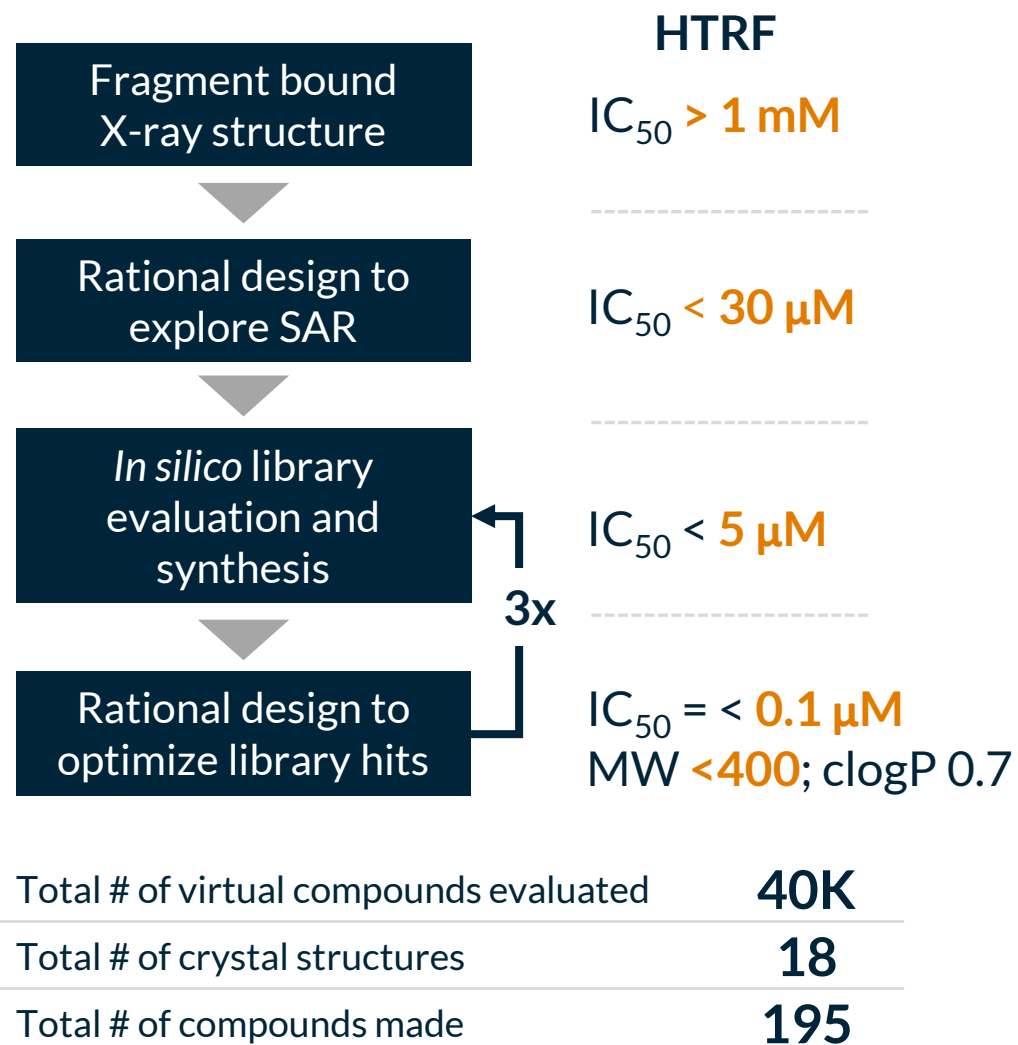 HTRF
Fragment bound
X-ray structure
IC50 > 1 mM
Rational design to
explore SAR
IC50 < 30 µM
In silico library
evaluation and
synthesis
IC50 < 5 µM
3x
Rational design to
optimize library hits
IC50 = < 0.1 µM
MW <400; clogP 0.7
Total # of virtual compounds evaluated 40K
Total # of crystal structures 18
Total # of compounds made 195